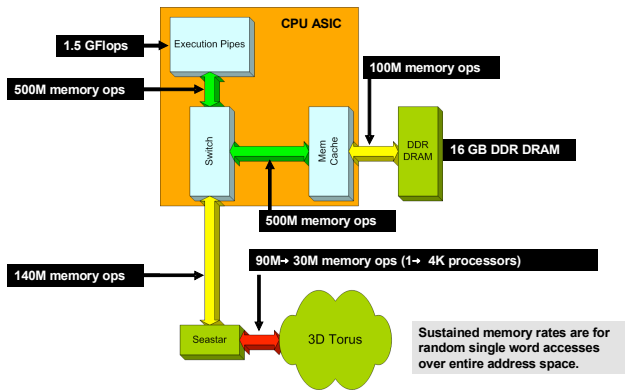 CPU ASIC
1.5 GFlops
Execution Pipes
100M memory ops
500M memory ops
Switch
Mem
Cache
DDR
DRAM
16 GB DDR DRAM
500M memory ops
140M memory ops
90M→ 30M memory ops (1→ 4K processors)
Seastar
3D Torus
Sustained memory rates are for
random single word accesses
over entire address space.